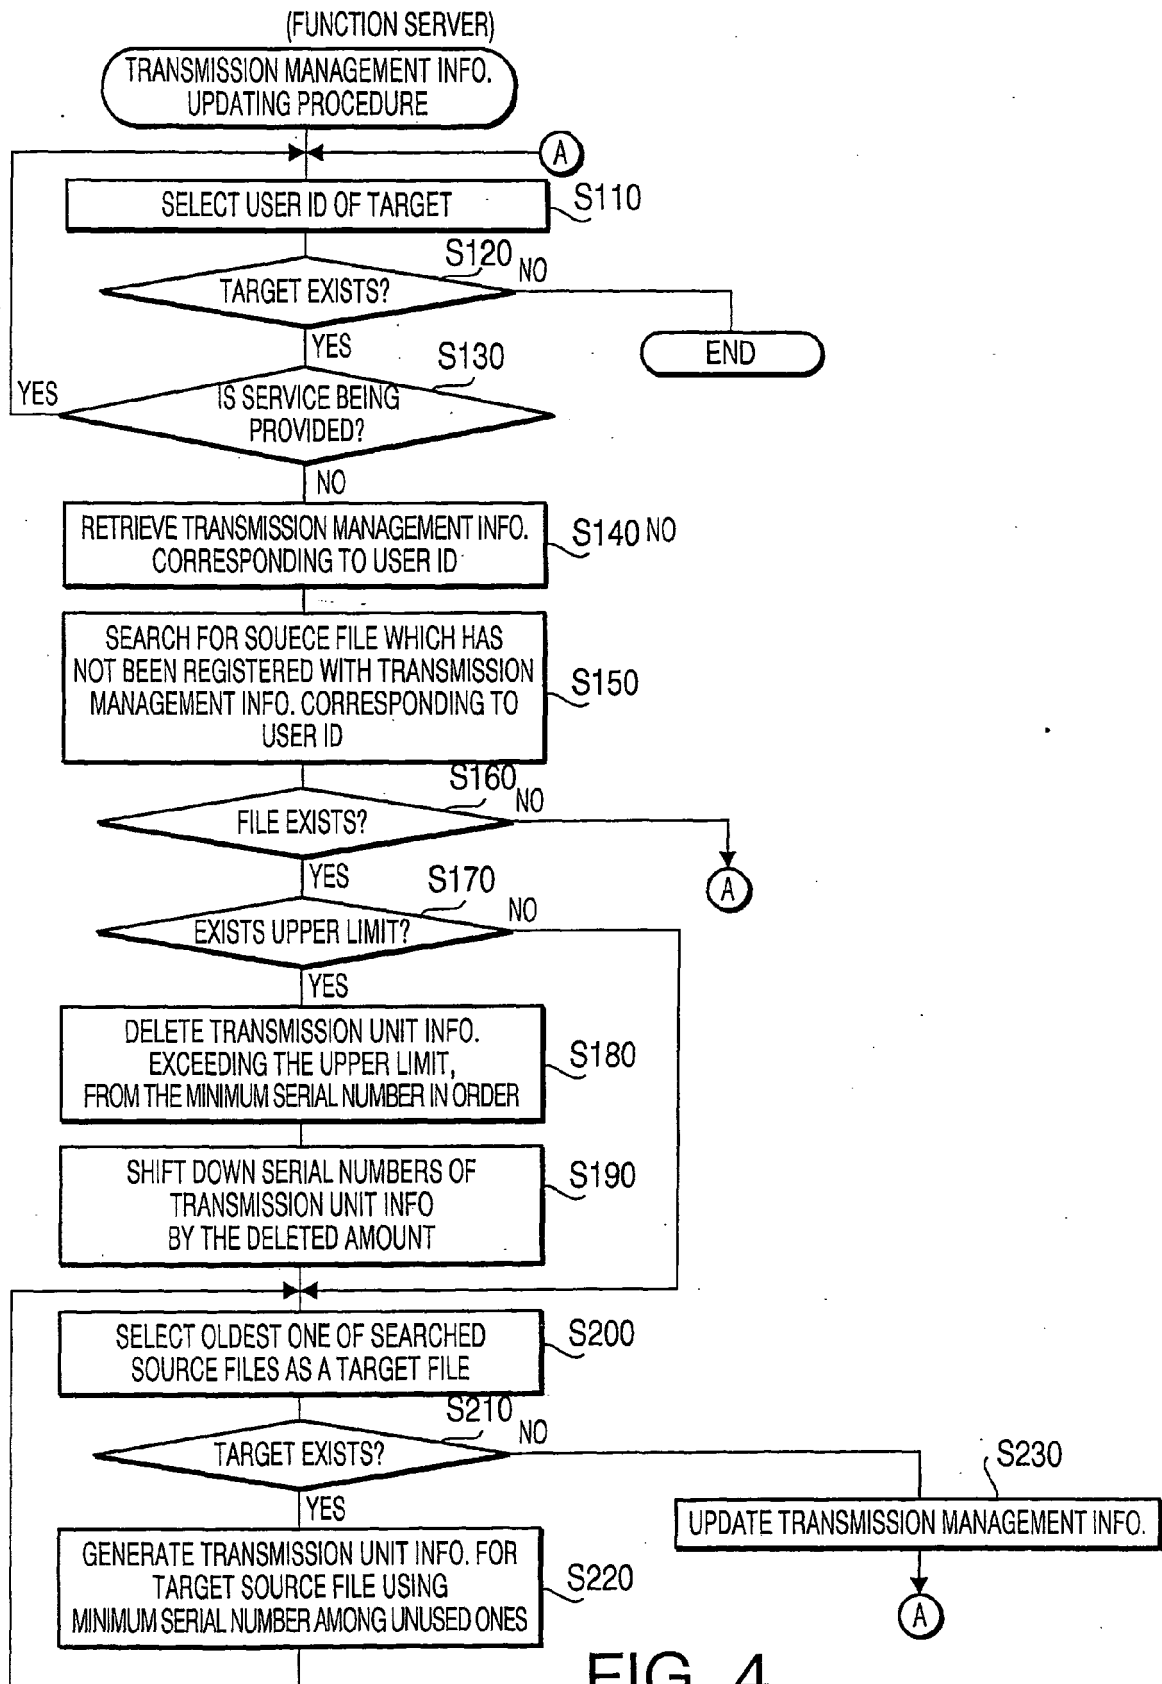 (FUNCTION SERVER)
TRANSMISSION MANAGEMENT INFO.
UPDATING PROCEDURE
A
SELECT USER ID OF TARGET
S110
S120
NO
TARGET EXISTS?
YES
END
S130
YES
IS SERVICE BEING
PROVIDED?
NO
RETRIEVE TRANSMISSION MANAGEMENT INFO.
CORRESPONDING TO USER ID
S140 NO
SEARCH FOR SOUECE FILE WHICH HAS
NOT BEEN REGISTERED WITH TRANSMISSION
MANAGEMENT INFO. CORRESPONDING TO
USER ID
S150
S160
NO
FILE EXISTS?
YES
A
S170
NO
EXISTS UPPER LIMIT?
YES
DELETE TRANSMISSION UNIT INFO.
EXCEEDING THE UPPER LIMIT,
FROM THE MINIMUM SERIAL NUMBER IN ORDER
S180
SHIFT DOWN SERIAL NUMBERS OF
TRANSMISSION UNIT INFO
BY THE DELETED AMOUNT
S190
SELECT OLDEST ONE OF SEARCHED
SOURCE FILES AS A TARGET FILE
S200
S210
NO
TARGET EXISTS?
YES
S230
UPDATE TRANSMISSION MANAGEMENT INFO.
A
GENERATE TRANSMISSION UNIT INFO. FOR
TARGET SOURCE FILE USING
MINIMUM SERIAL NUMBER AMONG UNUSED ONES
S220
FIG. 4